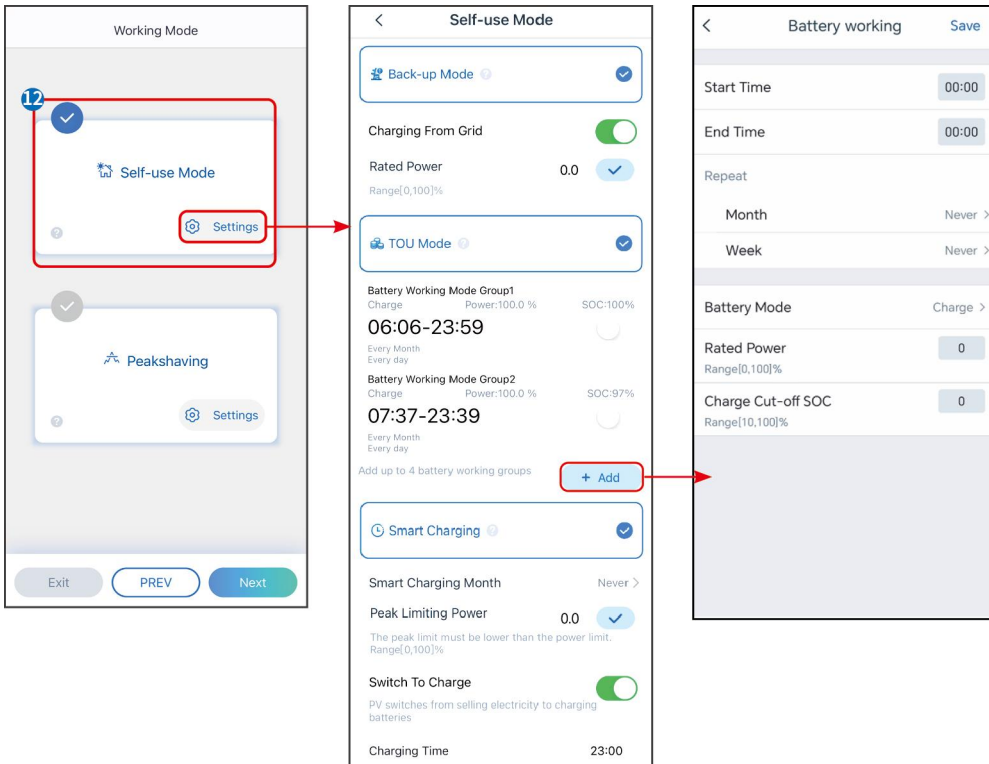 Working Mode
12
Self-use Mode
?
Settings
Peakshaving
?
Settings
Exit
PREV
Next
Self-use Mode
Back-up Mode ?
Charging From Grid
Rated Power
0.0
Range[0,100]%
TOU Mode ?
Battery Working Mode Group1
Charge Power:100.0 % SOC:100%
06:06-23:59
Every Month
Every day
Battery Working Mode Group2
Charge Power:100.0 % SOC:97%
07:37-23:39
Every Month
Every day
Add up to 4 battery working groups
+ Add
Smart Charging ?
Smart Charging Month Never >
Peak Limiting Power
0.0
The peak limit must be lower than the power limit.
Range[0,100]%
Switch To Charge
PV switches from selling electricity to charging
batteries
Charging Time 23:00
Battery working Save
Start Time 00:00
End Time 00:00
Repeat
Month Never >
Week Never >
Battery Mode Charge >
Rated Power 0
Range[0,100]%
Charge Cut-off SOC 0
Range[10,100]%